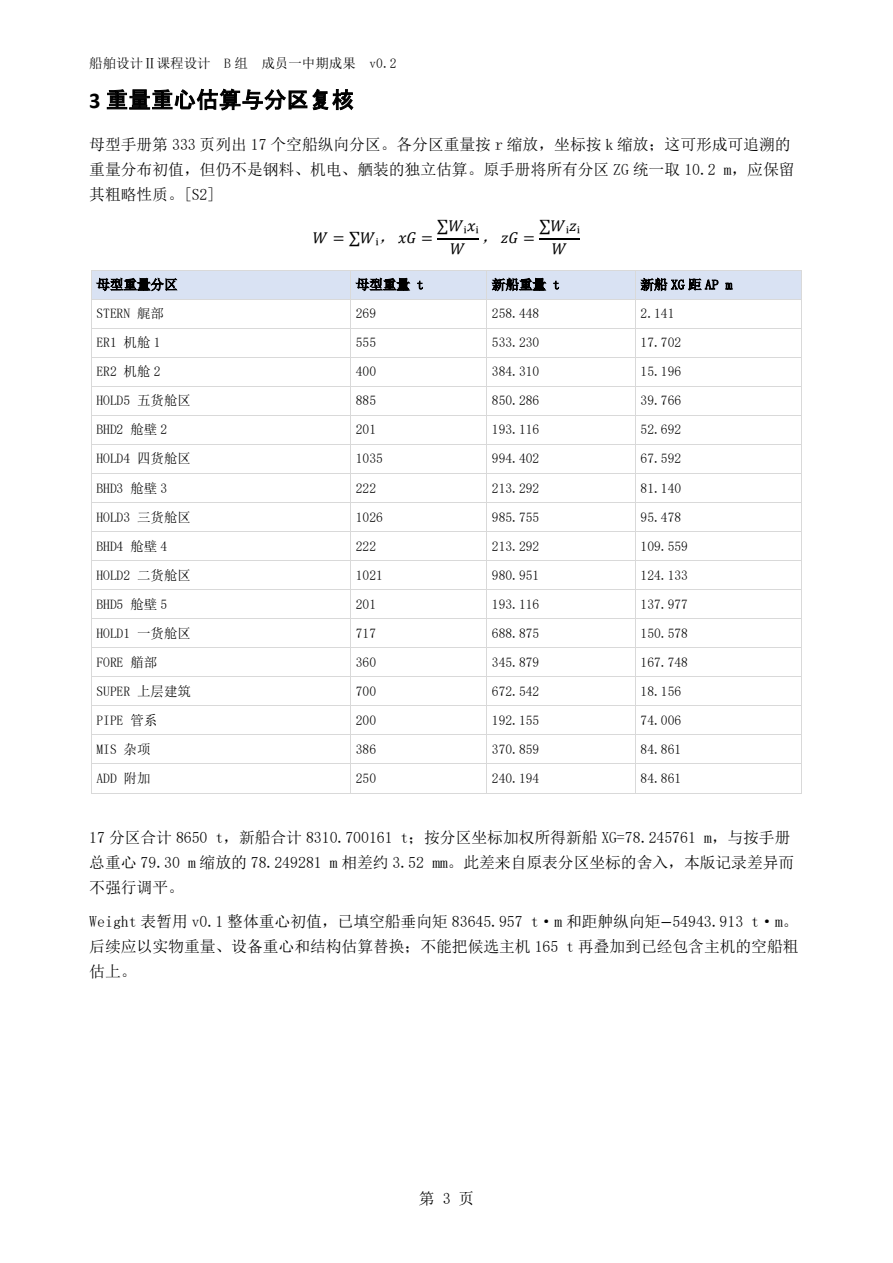 船舶设计Ⅱ课程设计 B 组 成员一中期成果 v0.2
3 重量重心估算与分区复核
母型手册第 333 页列出 17 个空船纵向分区。各分区重量按 r 缩放，坐标按 k 缩放；这可形成可追溯的
重量分布初值，但仍不是钢料、机电、舾装的独立估算。原手册将所有分区 ZG 统一取 10.2 m，应保留
其粗略性质。[S2]
W = ∑Wᵢ， xG = ∑Wᵢxᵢ / W ， zG = ∑Wᵢzᵢ / W
母型重量分区 母型重量 t 新船重量 t 新船 XG 距 AP m
STERN 艉部 269 258.448 2.141
ER1 机舱 1 555 533.230 17.702
ER2 机舱 2 400 384.310 15.196
HOLD5 五货舱区 885 850.286 39.766
BHD2 舱壁 2 201 193.116 52.692
HOLD4 四货舱区 1035 994.402 67.592
BHD3 舱壁 3 222 213.292 81.140
HOLD3 三货舱区 1026 985.755 95.478
BHD4 舱壁 4 222 213.292 109.559
HOLD2 二货舱区 1021 980.951 124.133
BHD5 舱壁 5 201 193.116 137.977
HOLD1 一货舱区 717 688.875 150.578
FORE 艏部 360 345.879 167.748
SUPER 上层建筑 700 672.542 18.156
PIPE 管系 200 192.155 74.006
MIS 杂项 386 370.859 84.861
ADD 附加 250 240.194 84.861
17 分区合计 8650 t，新船合计 8310.700161 t；按分区坐标加权所得新船 XG=78.245761 m，与按手册
总重心 79.30 m 缩放的 78.249281 m 相差约 3.52 mm。此差来自原表分区坐标的舍入，本版记录差异而
不强行调平。
Weight 表暂用 v0.1 整体重心初值，已填空船垂向矩 83645.957 t·m 和距舯纵向矩−54943.913 t·m。
后续应以实物重量、设备重心和结构估算替换；不能把候选主机 165 t 再叠加到已经包含主机的空船粗
估上。
第 3 页